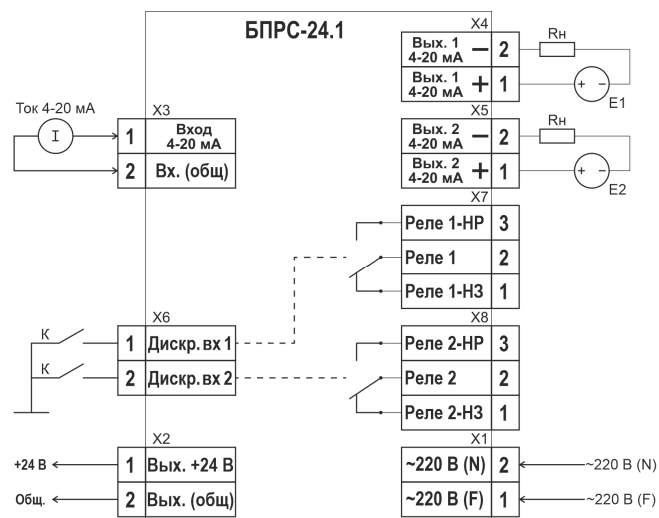 БПРС-24.1
X4
Вых. 1
4-20 мА
−
2
Rн
Вых. 1
4-20 мА
+
1
+ −
E1
Ток 4-20 мА
I
X3
1
Вход
4-20 мА
2
Вх. (общ)
X5
Вых. 2
4-20 мА
−
2
Rн
Вых. 2
4-20 мА
+
1
+ −
E2
X7
Реле 1-НР
3
Реле 1
2
Реле 1-НЗ
1
X6
К
1
Дискр. вх 1
К
2
Дискр. вх 2
X8
Реле 2-НР
3
Реле 2
2
Реле 2-НЗ
1
X2
+24 В
1
Вых. +24 В
Общ.
2
Вых. (общ)
X1
~220 В (N)
2
~220 В (N)
~220 В (F)
1
~220 В (F)